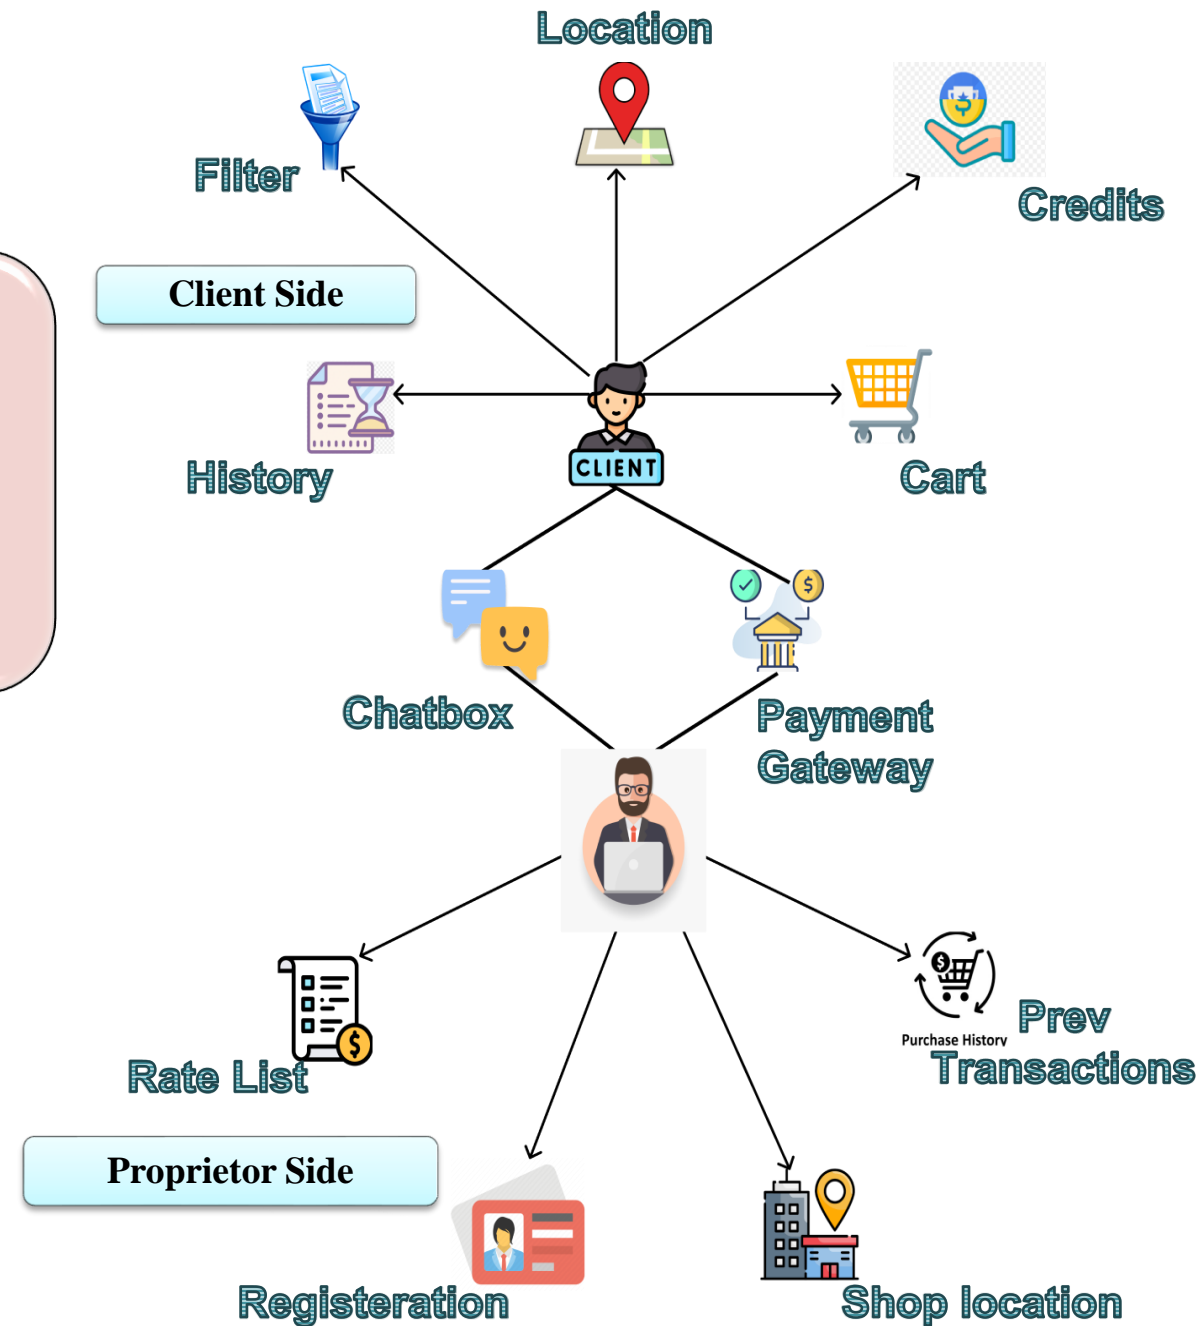 Location
Filter
Credits
Client Side
CLIENT
History
Cart
Chatbox
Payment
Gateway
Purchase History
Prev
Transactions
Rate List
Proprietor Side
Registeration
Shop location